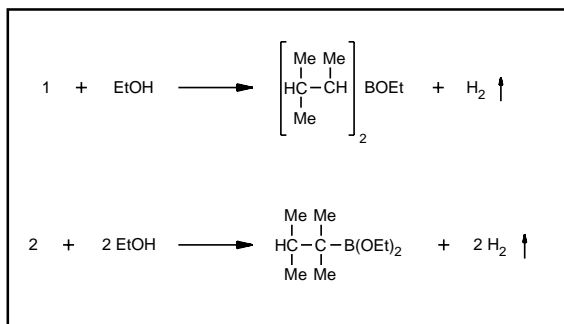 Me Me
1 + EtOH HC CH BOEt + H2
Me
2
Me Me
2 + 2 EtOH HC C B(OEt)2 + 2 H2
Me Me